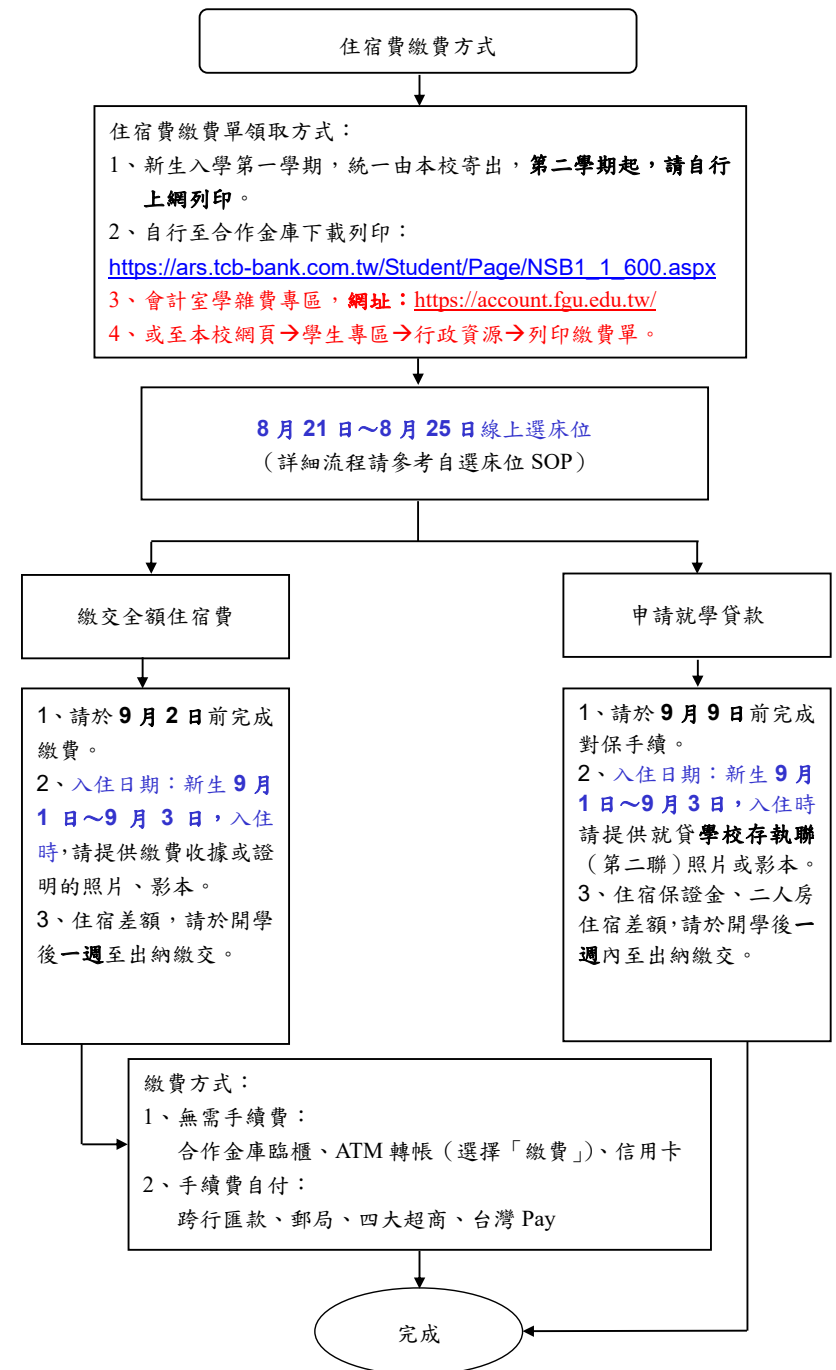 住宿費繳費方式
住宿費繳費單領取方式：
1、新生入學第一學期，統一由本校寄出，第二學期起，請自行
上網列印。
2、自行至合作金庫下載列印：
https://ars.tcb-bank.com.tw/Student/Page/NSB1_1_600.aspx
3、會計室學雜費專區，網址：https://account.fgu.edu.tw/
4、或至本校網頁→學生專區→行政資源→列印繳費單。
8 月 21 日～8 月 25 日線上選床位
（詳細流程請參考自選床位 SOP）
繳交全額住宿費
1、請於 9 月 2 日前完成
繳費。
2、入住日期：新生 9 月
1 日～9 月 3 日，入住
時，請提供繳費收據或證
明的照片、影本。
3、住宿差額，請於開學
後一週至出納繳交。
申請就學貸款
1、請於 9 月 9 日前完成
對保手續。
2、入住日期：新生 9 月
1 日～9 月 3 日，入住時
請提供就貸學校存執聯
（第二聯）照片或影本。
3、住宿保證金、二人房
住宿差額，請於開學後一
週內至出納繳交。
繳費方式：
1、無需手續費：
合作金庫臨櫃、ATM 轉帳（選擇「繳費」）、信用卡
2、手續費自付：
跨行匯款、郵局、四大超商、台灣 Pay
完成